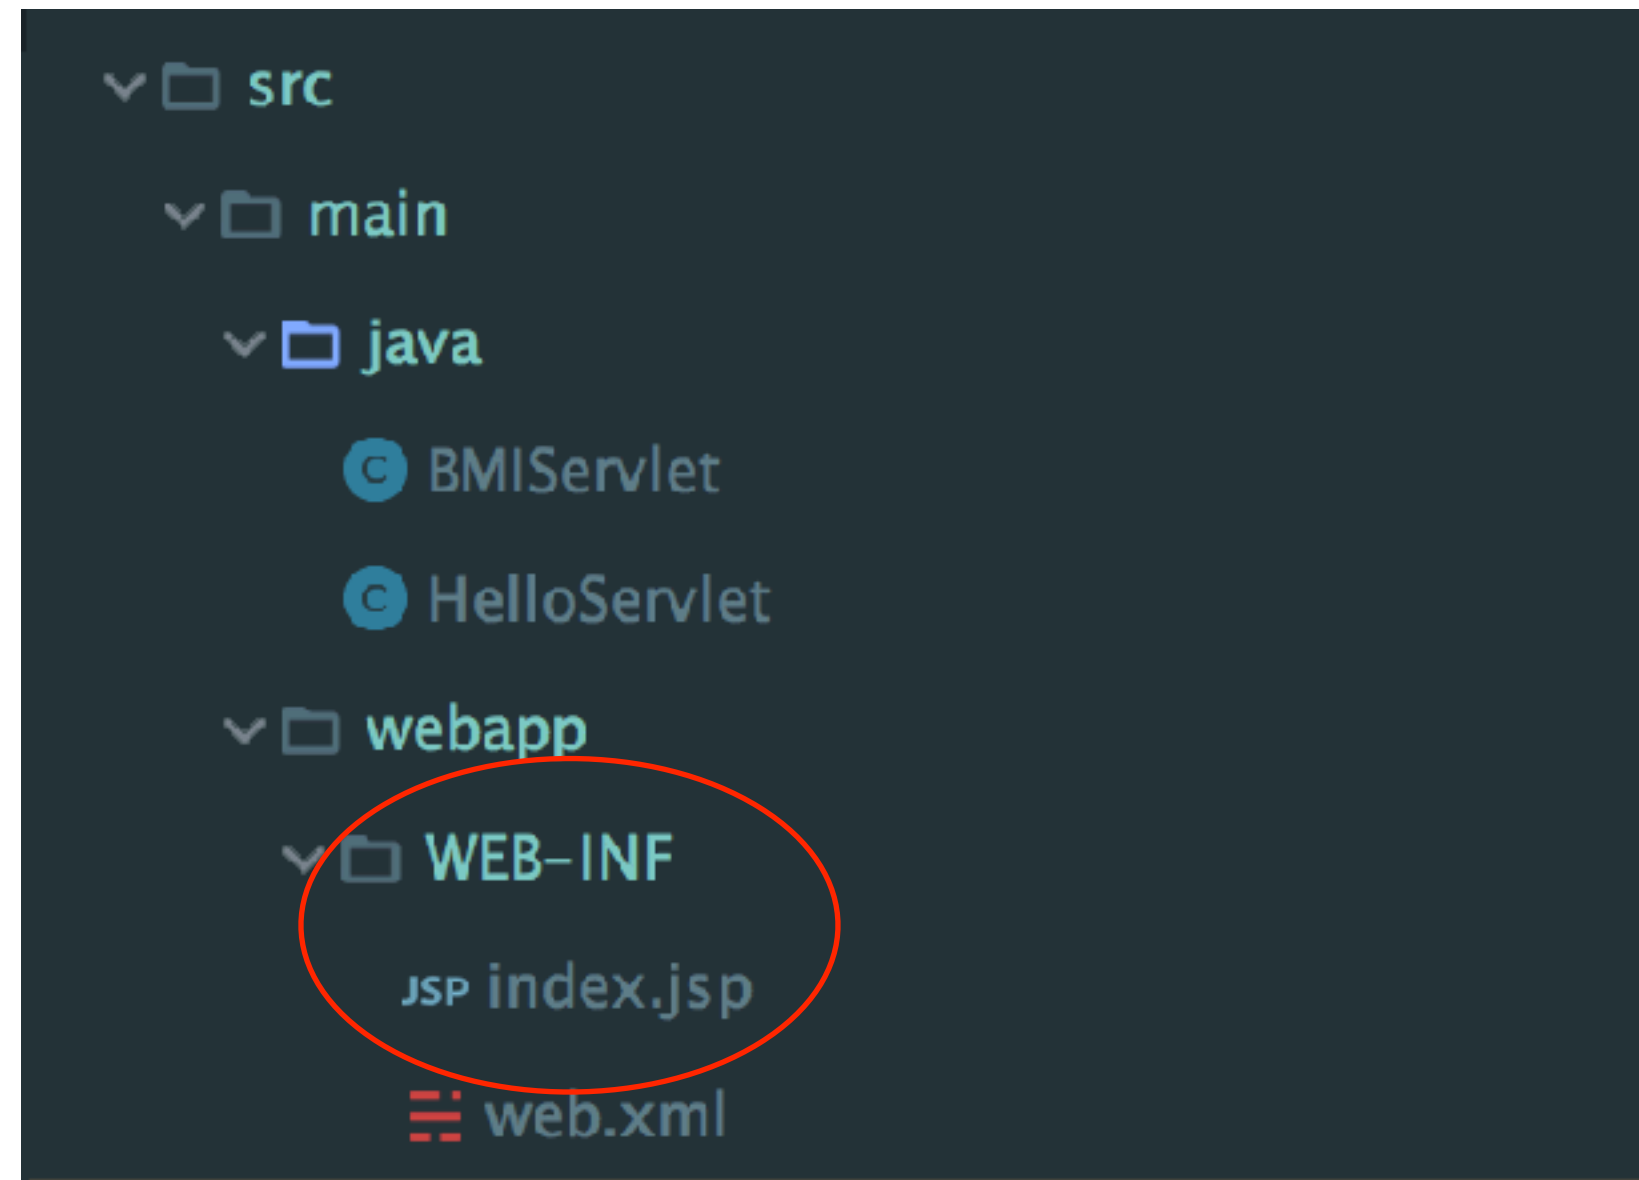 src
main
java
C BMIServlet
C HelloServlet
webapp
WEB-INF
JSP index.jsp
web.xml